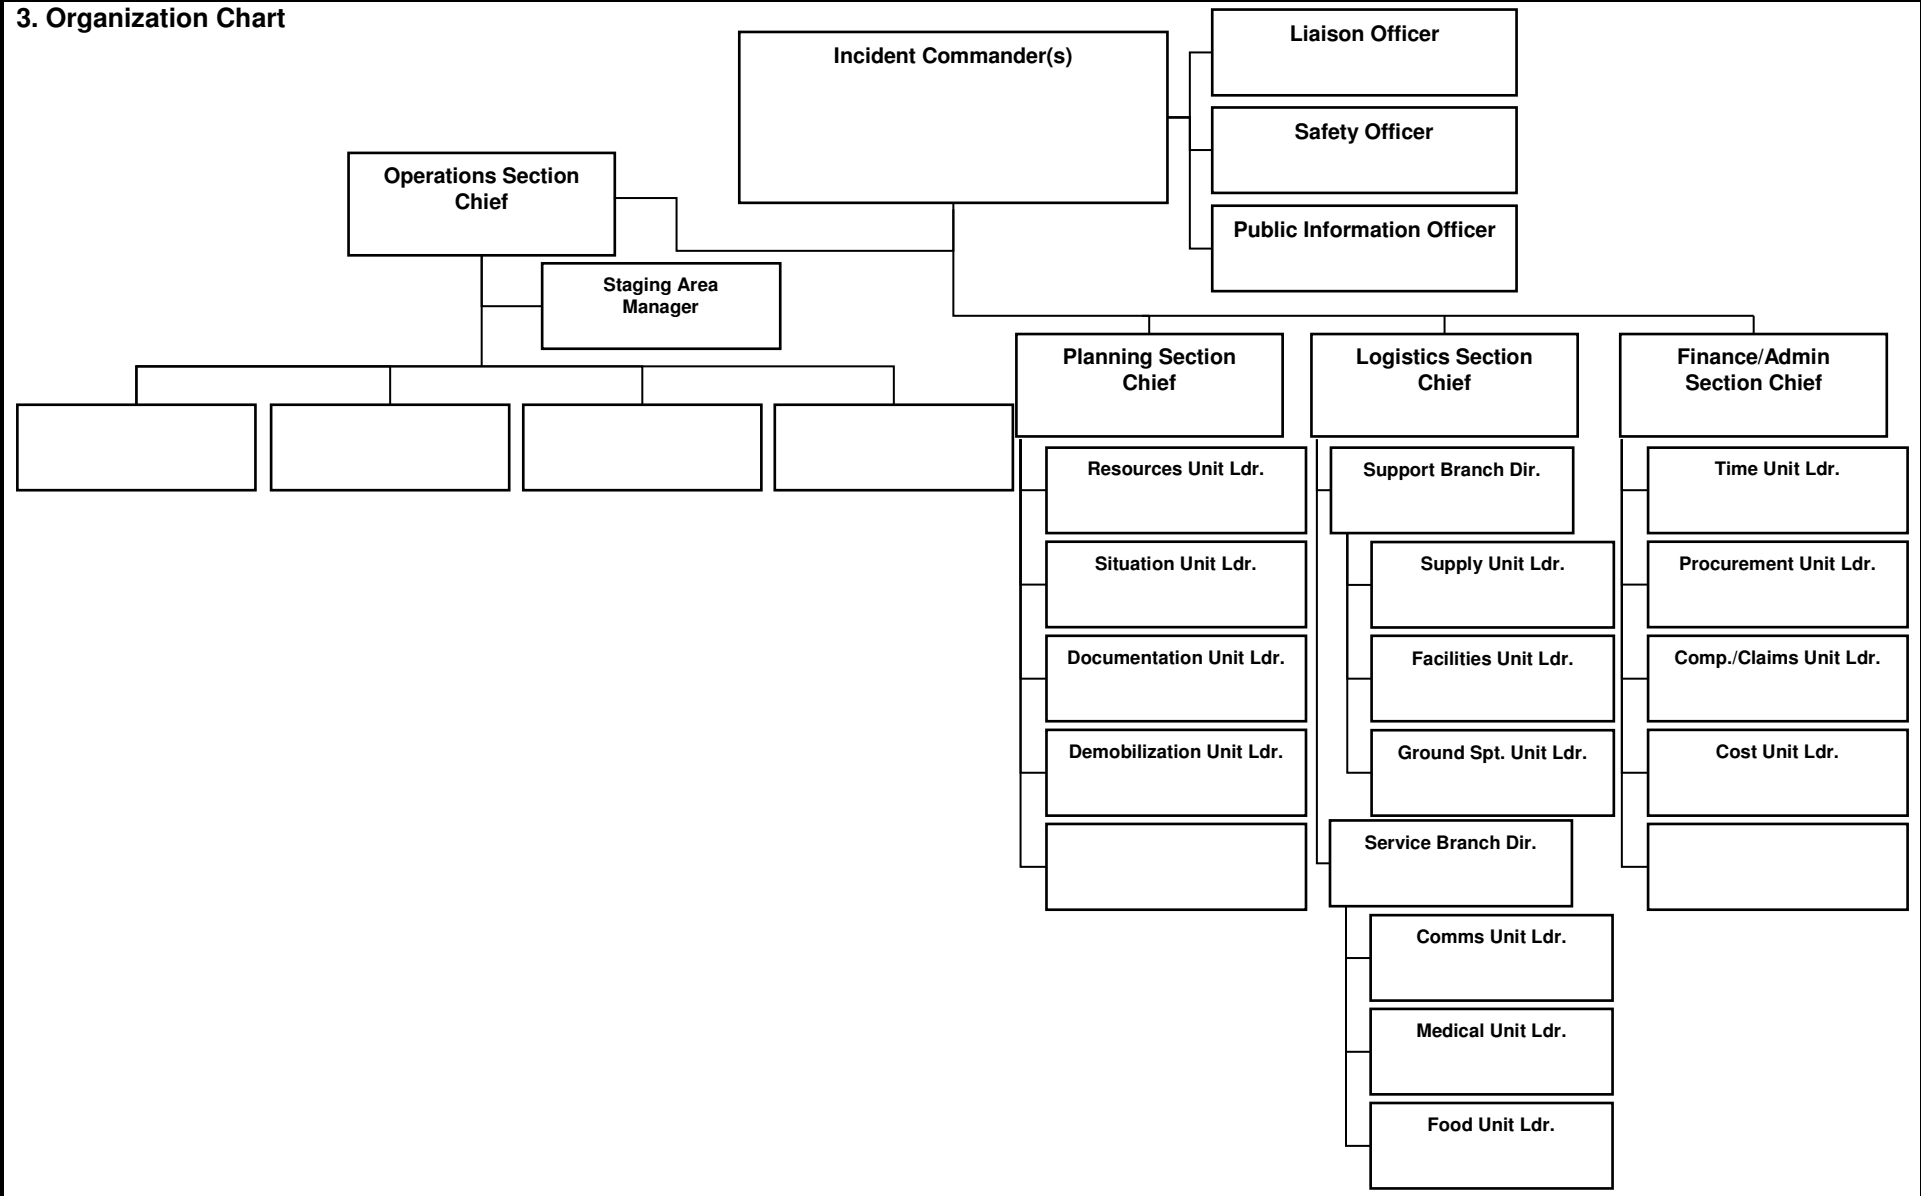 3. Organization Chart
Incident Commander(s)
Liaison Officer
Safety Officer
Public Information Officer
Operations Section
Chief
Staging Area
Manager
Planning Section
Chief
Resources Unit Ldr.
Situation Unit Ldr.
Documentation Unit Ldr.
Demobilization Unit Ldr.
Logistics Section
Chief
Support Branch Dir.
Supply Unit Ldr.
Facilities Unit Ldr.
Ground Spt. Unit Ldr.
Service Branch Dir.
Comms Unit Ldr.
Medical Unit Ldr.
Food Unit Ldr.
Finance/Admin
Section Chief
Time Unit Ldr.
Procurement Unit Ldr.
Comp./Claims Unit Ldr.
Cost Unit Ldr.